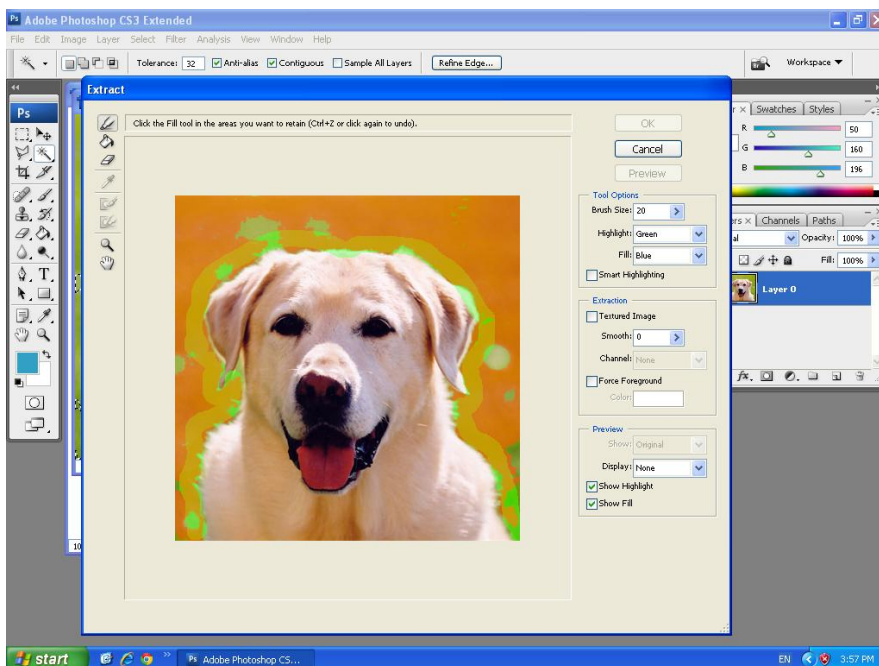 Ps Adobe Photoshop CS3 Extended
File Edit Image Layer Select Filter Analysis View Window Help
Tolerance: 32 Anti-alias Contiguous Sample All Layers Refine Edge... Workspace
Extract
Click the Fill tool in the areas you want to retain (Ctrl+Z or click again to undo).
OK
Cancel
Preview
Tool Options
Brush Size: 20
Highlight: Green
Fill: Blue
Smart Highlighting
Extraction
Textured Image
Smooth: 0
Channel: None
Force Foreground
Color:
Preview
Show: Original
Display: None
Show Highlight
Show Fill
Ps
T
Swatches Styles
R 50
G 160
B 196
Channels Paths
Opacity: 100%
Fill: 100%
Layer 0
fx
10
start Ps Adobe Photoshop CS... EN 3:57 PM